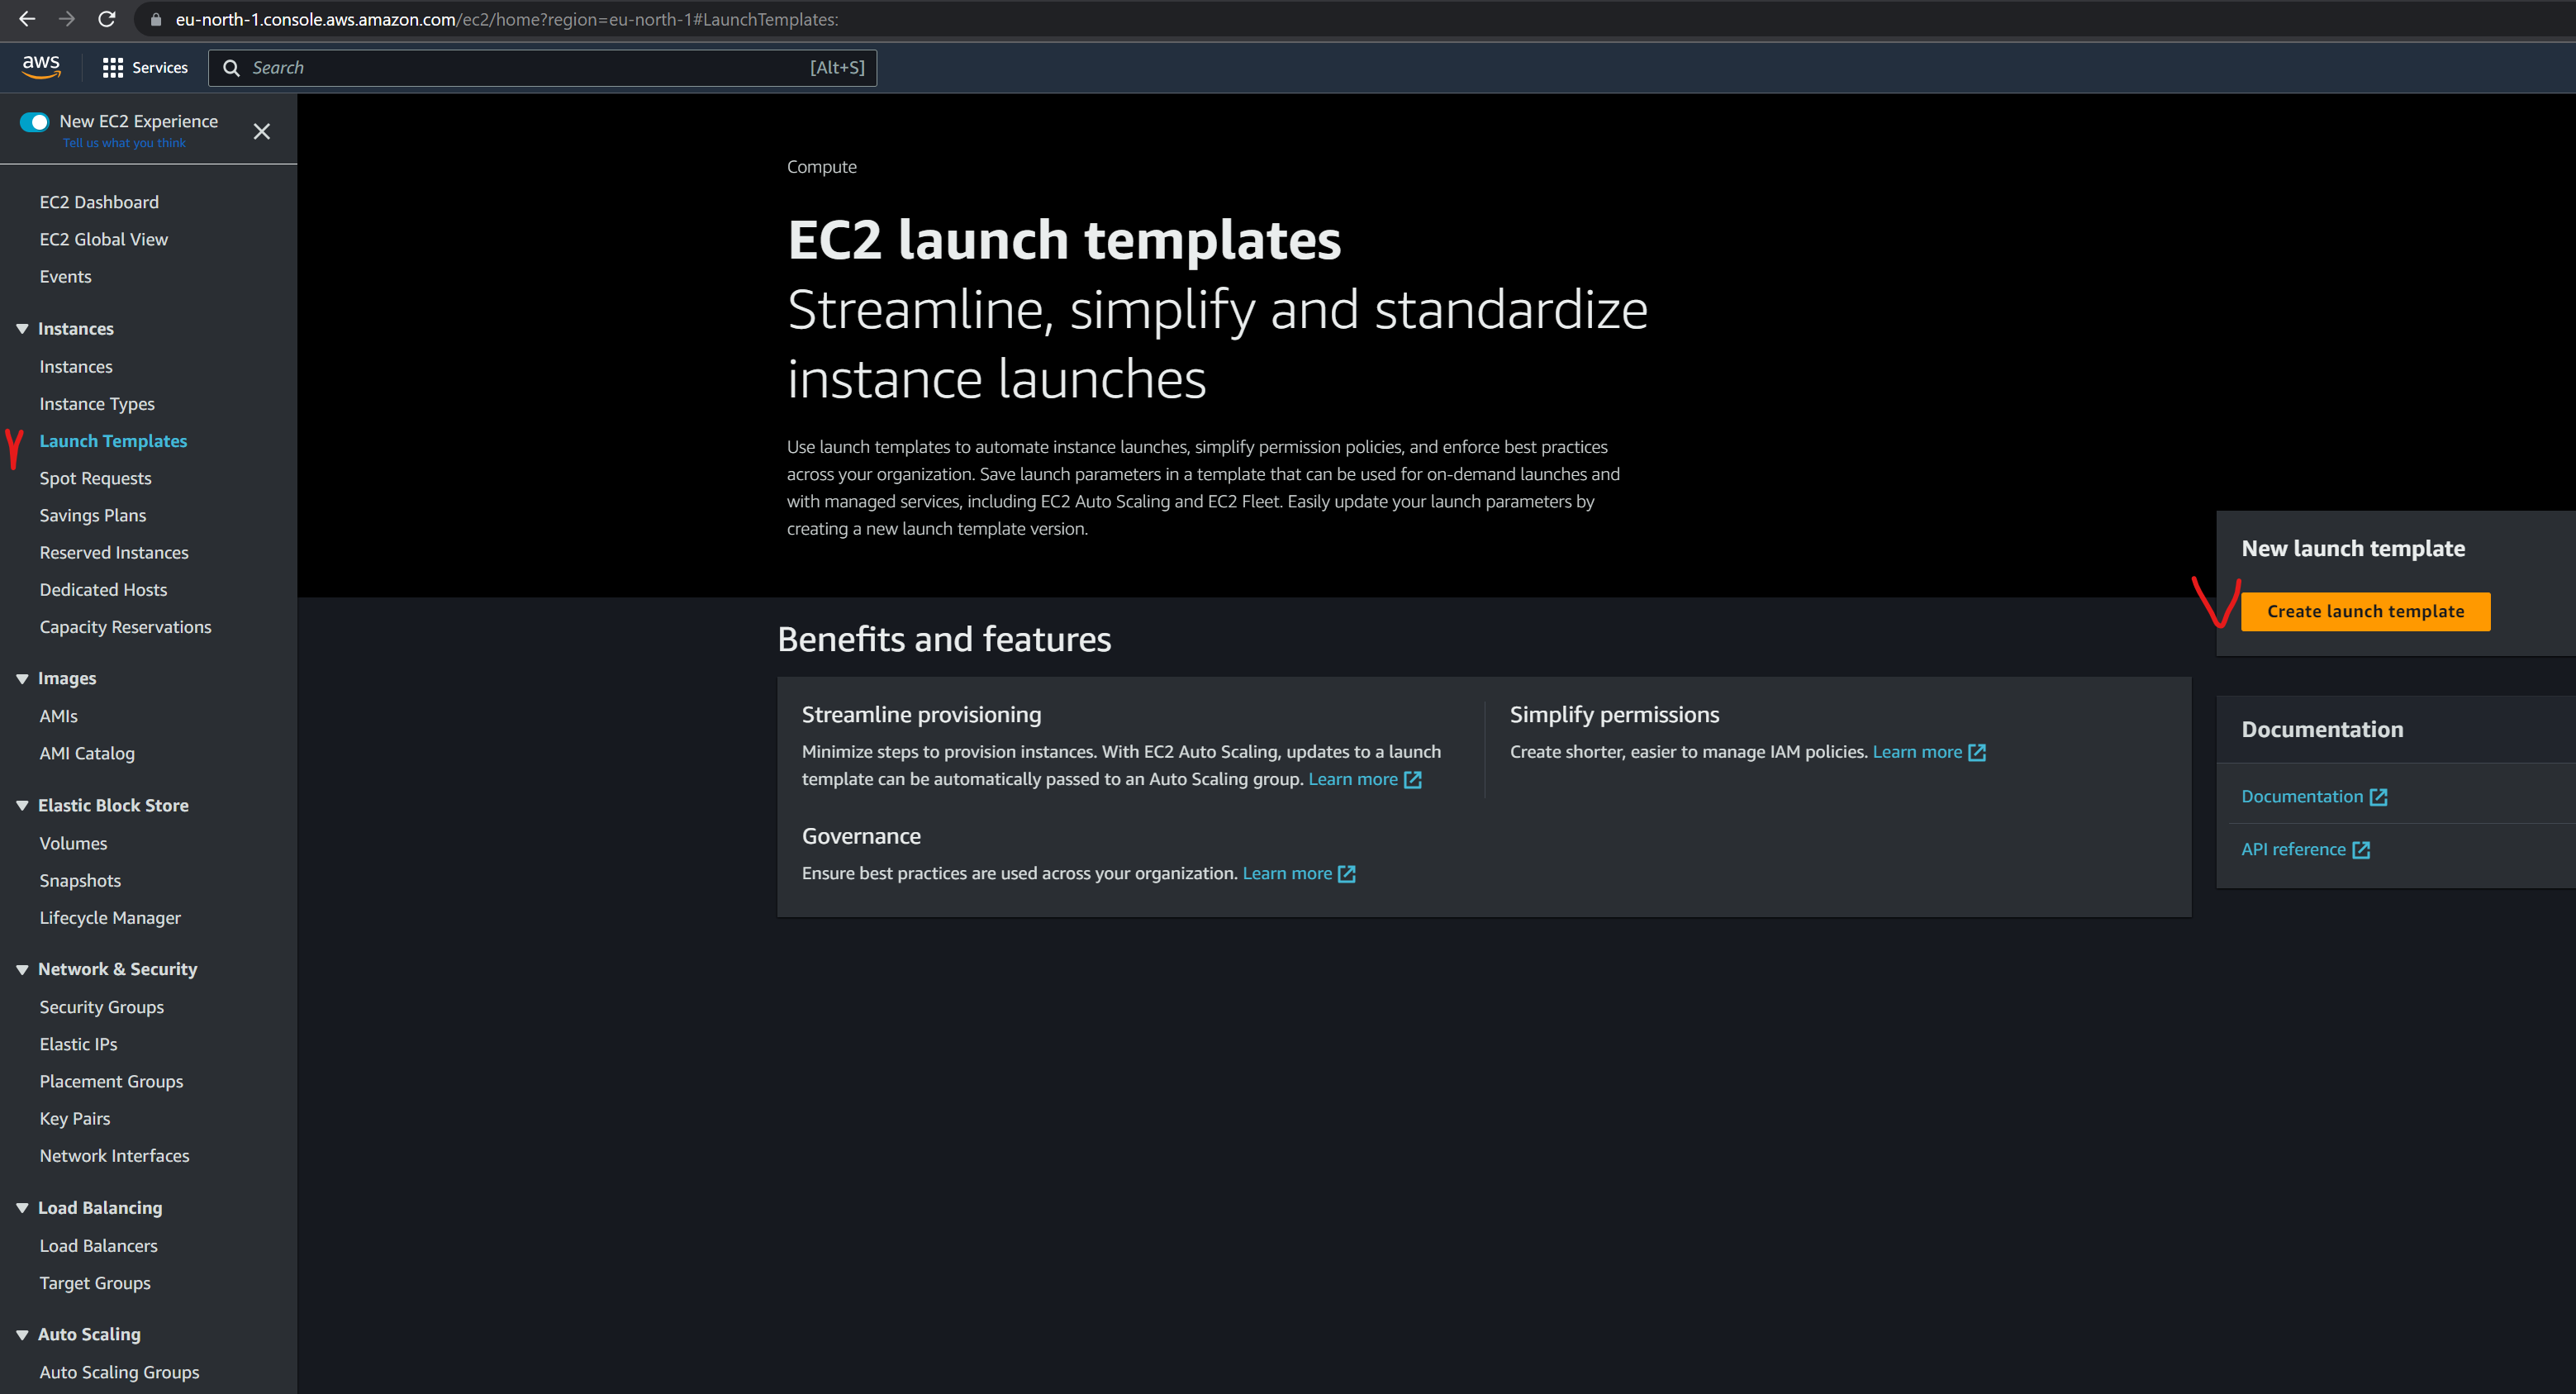 eu-north-1.console.aws.amazon.com/ec2/home?region=eu-north-1#LaunchTemplates:
aws
Services
Search
[Alt+S]
New EC2 Experience
Tell us what you think
EC2 Dashboard
EC2 Global View
Events
Instances
Instances
Instance Types
Launch Templates
Spot Requests
Savings Plans
Reserved Instances
Dedicated Hosts
Capacity Reservations
Images
AMIs
AMI Catalog
Elastic Block Store
Volumes
Snapshots
Lifecycle Manager
Network & Security
Security Groups
Elastic IPs
Placement Groups
Key Pairs
Network Interfaces
Load Balancing
Load Balancers
Target Groups
Auto Scaling
Auto Scaling Groups
Compute
EC2 launch templates
Streamline, simplify and standardize
instance launches
Use launch templates to automate instance launches, simplify permission policies, and enforce best practices
across your organization. Save launch parameters in a template that can be used for on-demand launches and
with managed services, including EC2 Auto Scaling and EC2 Fleet. Easily update your launch parameters by
creating a new launch template version.
New launch template
Create launch template
Benefits and features
Streamline provisioning
Minimize steps to provision instances. With EC2 Auto Scaling, updates to a launch
template can be automatically passed to an Auto Scaling group. Learn more
Simplify permissions
Create shorter, easier to manage IAM policies. Learn more
Governance
Ensure best practices are used across your organization. Learn more
Documentation
Documentation
API reference